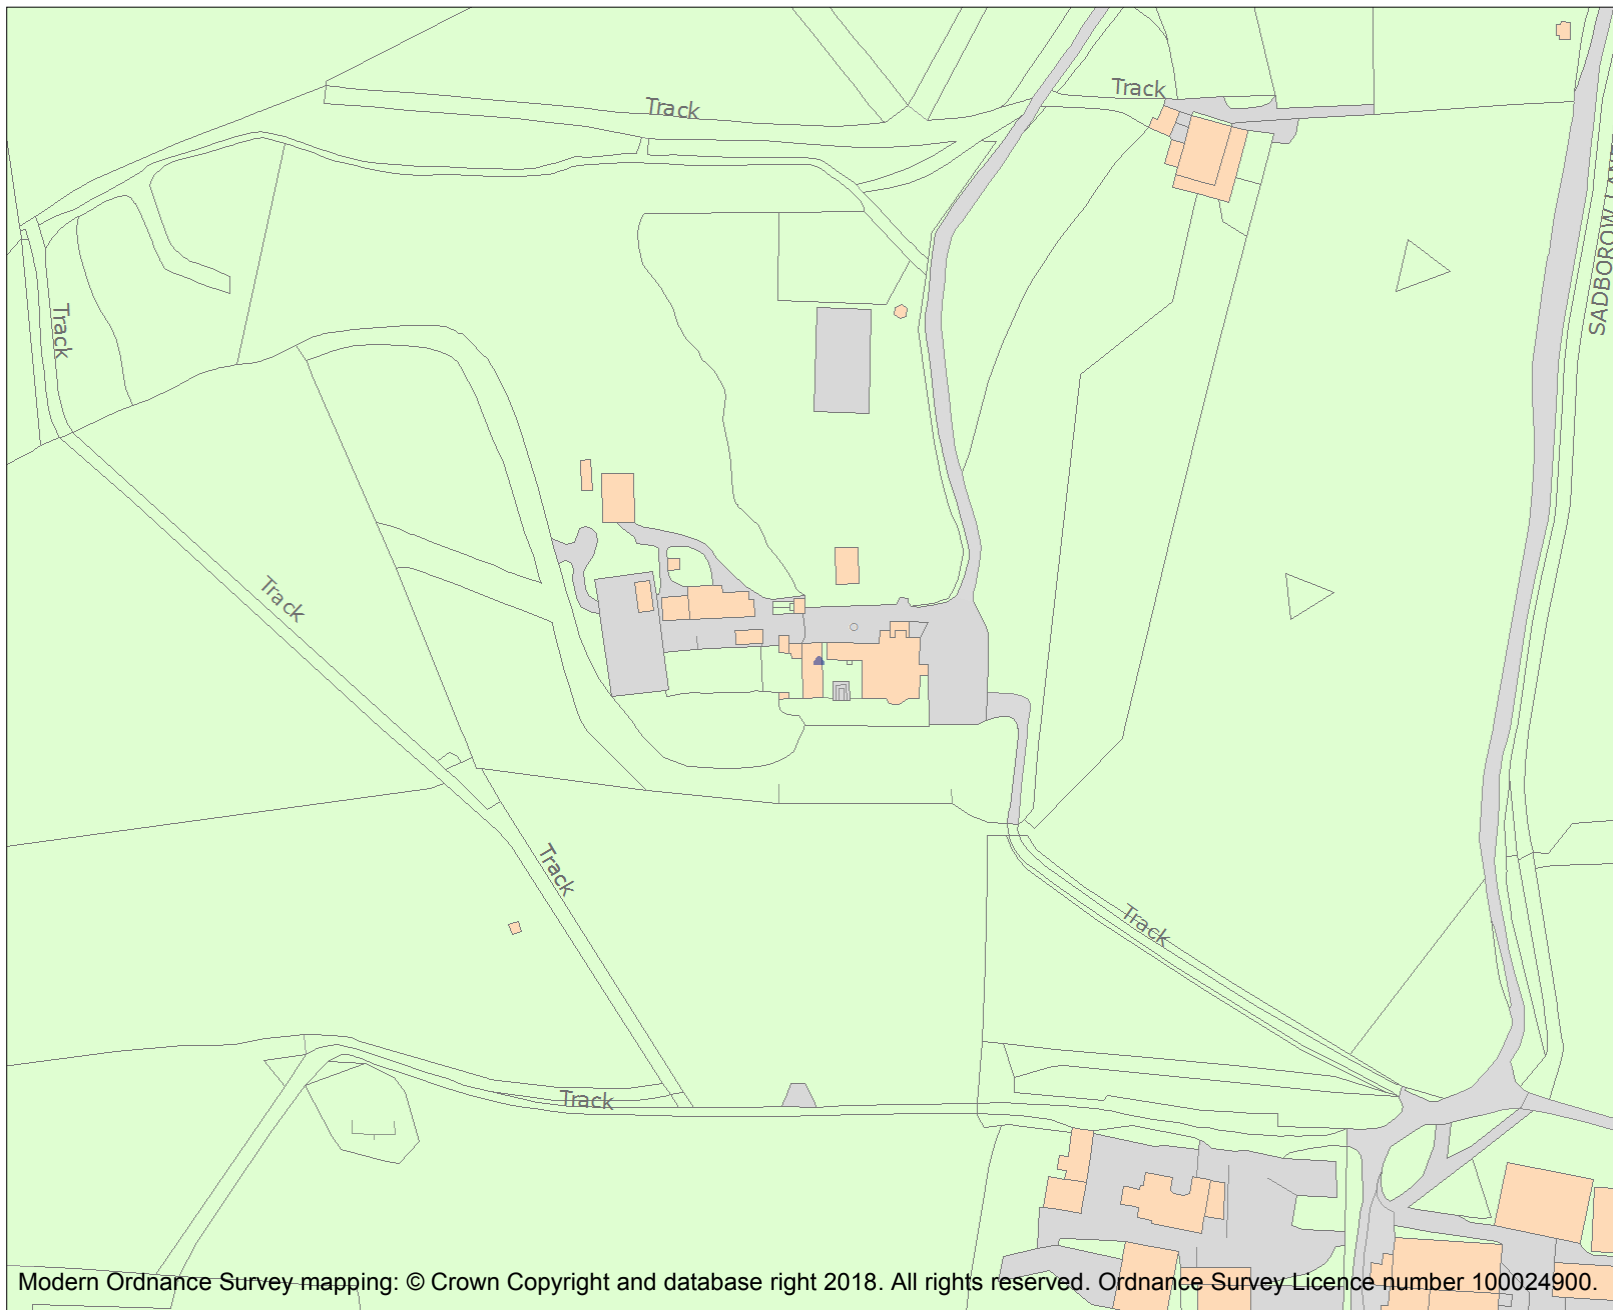 Track
Track
SADBOROW LANE
Track
Track
Track
Track
Track
Modern Ordnance Survey mapping: © Crown Copyright and database right 2018. All rights reserved. Ordnance Survey Licence number 100024900.